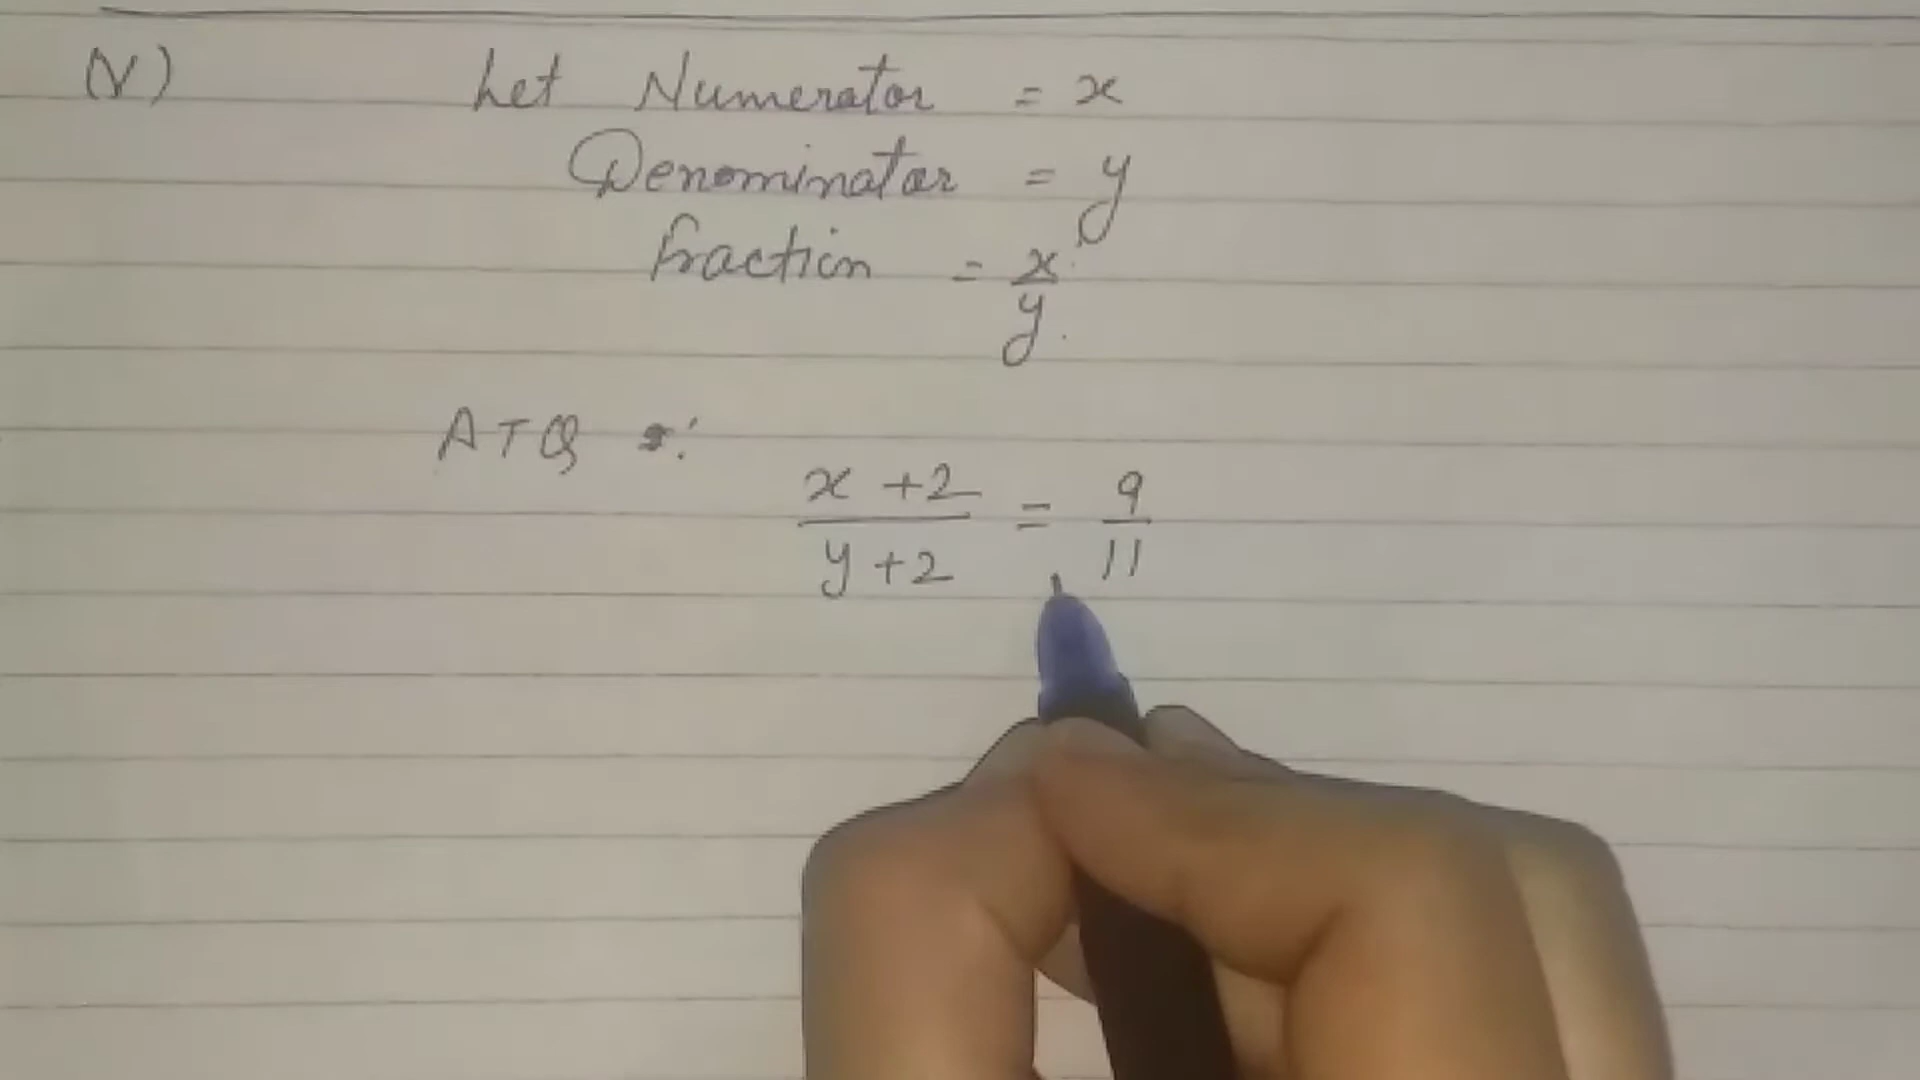 (V) Let Numerator = x
Denominator = y
fraction = x/y.
ATQ :
x + 2 / y + 2 = 9 / 11